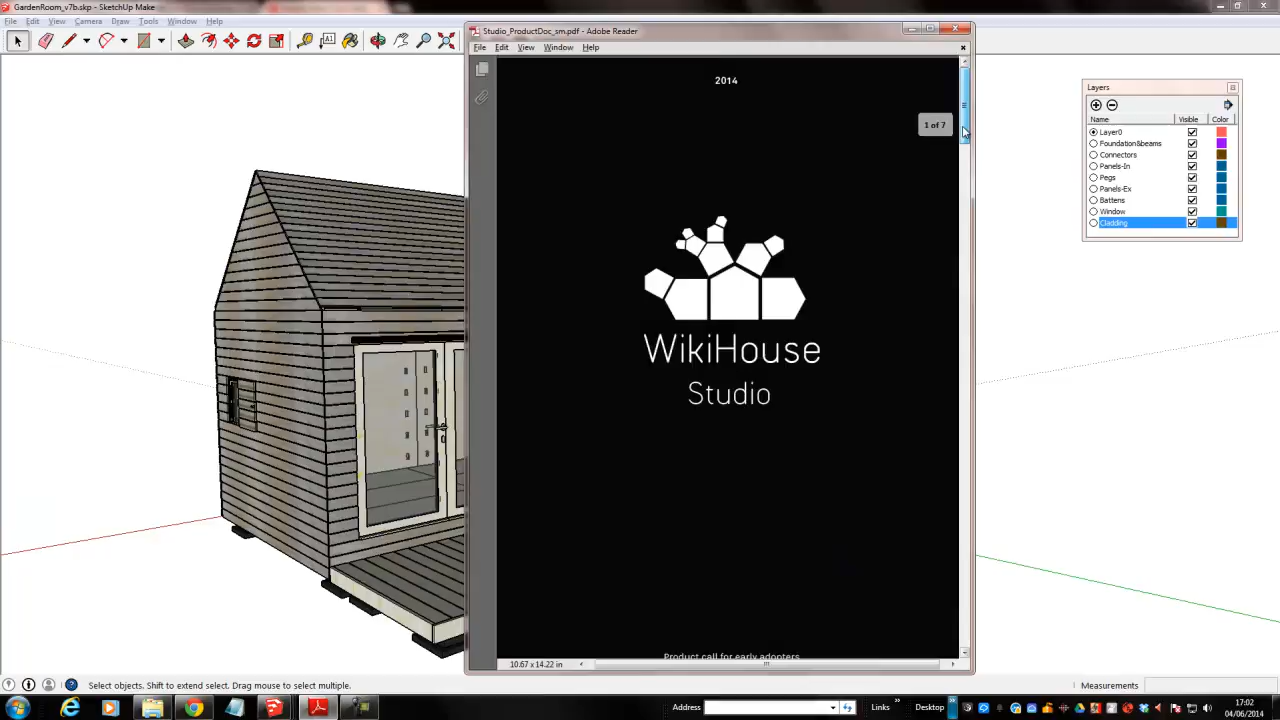 GardenRoom_v7b.skp - SketchUp Make
File Edit View Camera Draw Tools Window Help
Studio_ProductDoc_sm.pdf - Adobe Reader
File Edit View Window Help
2014
1 of 7
WikiHouse
Studio
Product call for early adopters
10.67 x 14.22 in
Layers
Name Visible Color
Layer0
Foundation&beams
Connectors
Panels-In
Pegs
Panels-Ex
Battens
Window
Cladding
Select objects. Shift to extend select. Drag mouse to select multiple.
Measurements
Address
Links
Desktop
17:02
04/06/2014